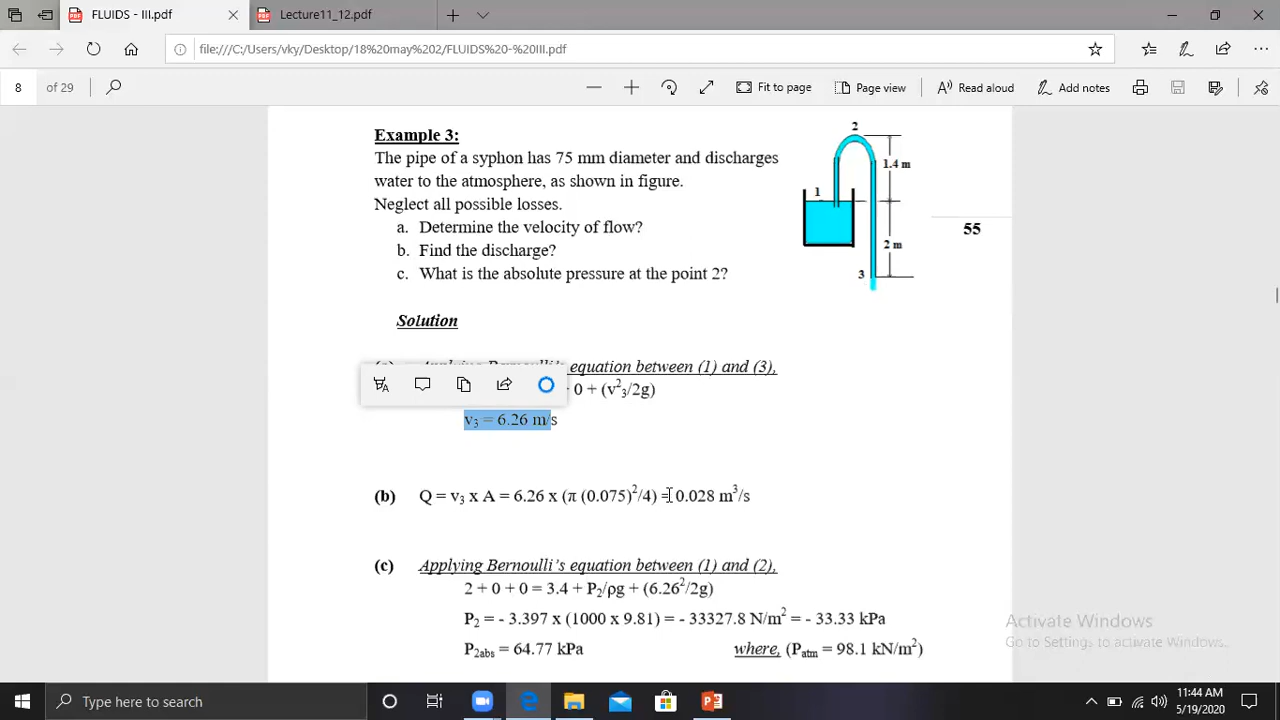 FLUIDS - III.pdf
Lecture11_12.pdf
file:///C:/Users/vky/Desktop/18%20may%202/FLUIDS%20-%20III.pdf
8 of 29
Fit to page
Page view
Read aloud
Add notes
Example 3:
The pipe of a syphon has 75 mm diameter and discharges
water to the atmosphere, as shown in figure.
Neglect all possible losses.
a. Determine the velocity of flow?
b. Find the discharge?
c. What is the absolute pressure at the point 2?
2
1.4 m
1
2 m
3
55
Solution
equation between (1) and (3),
0 + (v²₃/2g)
v₃ = 6.26 m/s
(b) Q = v₃ x A = 6.26 x (π (0.075)²/4) = 0.028 m³/s
(c) Applying Bernoulli's equation between (1) and (2),
2 + 0 + 0 = 3.4 + P₂/ρg + (6.26²/2g)
P₂ = - 3.397 x (1000 x 9.81) = - 33327.8 N/m² = - 33.33 kPa
P₂abs = 64.77 kPa where, (Patm = 98.1 kN/m²)
Activate Windows
Go to Settings to activate Windows.
Type here to search
11:44 AM
5/19/2020